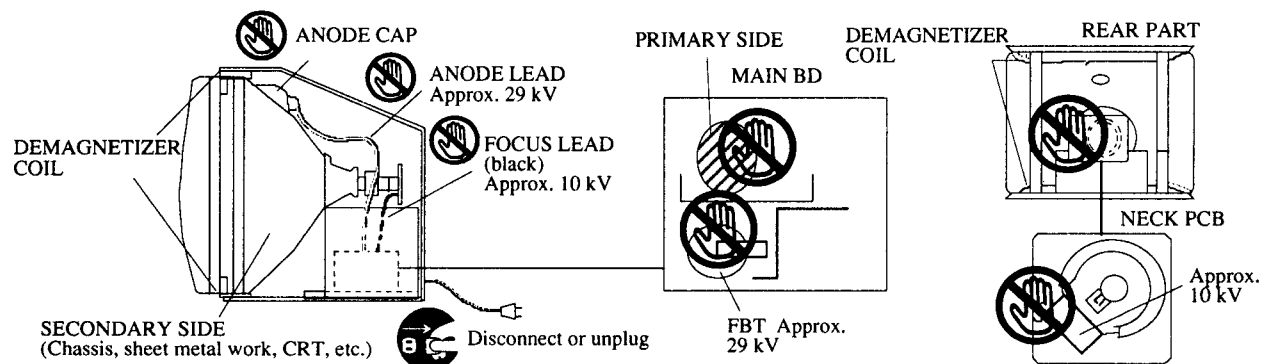 ANODE CAP
ANODE LEAD
Approx. 29 kV
FOCUS LEAD
(black)
Approx. 10 kV
DEMAGNETIZER
COIL
SECONDARY SIDE
(Chassis, sheet metal work, CRT, etc.)
Disconnect or unplug
PRIMARY SIDE
MAIN BD
FBT Approx.
29 kV
DEMAGNETIZER
COIL
REAR PART
NECK PCB
Approx.
10 kV